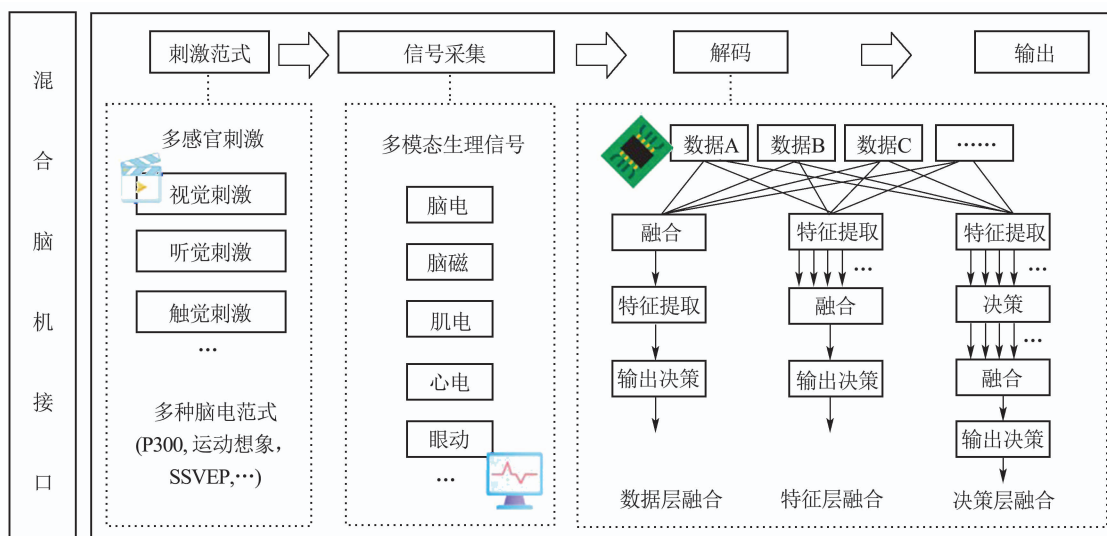 混合脑机接口
刺激范式
信号采集
解码
输出
多感官刺激
视觉刺激
听觉刺激
触觉刺激
…
多种脑电范式
(P300, 运动想象,
SSVEP,…)
多模态生理信号
脑电
脑磁
肌电
心电
眼动
…
数据A
数据B
数据C
……
融合
特征提取
输出决策
数据层融合
特征提取
…
融合
输出决策
特征层融合
特征提取
…
决策
…
融合
输出决策
决策层融合